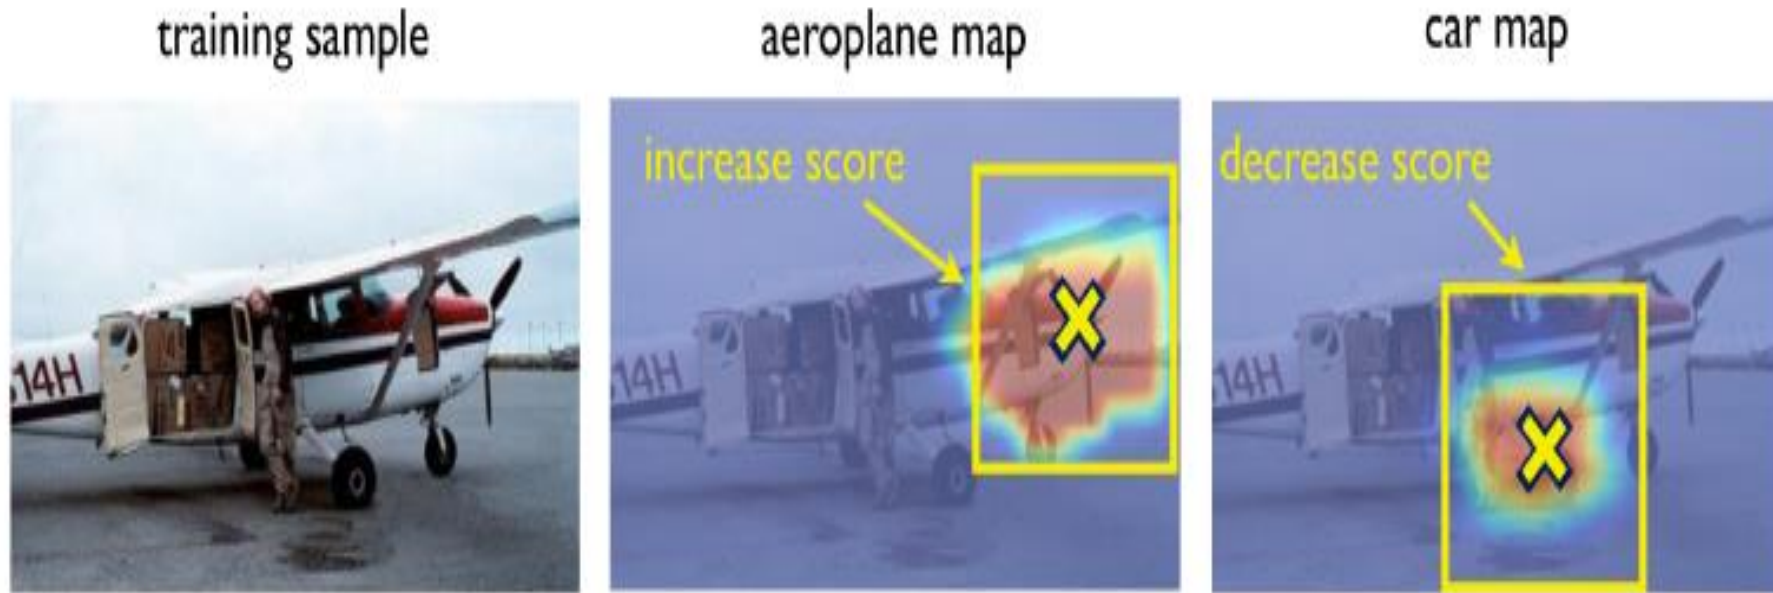 training sample
aeroplane map
car map
increase score
decrease score
14H
14H
14H